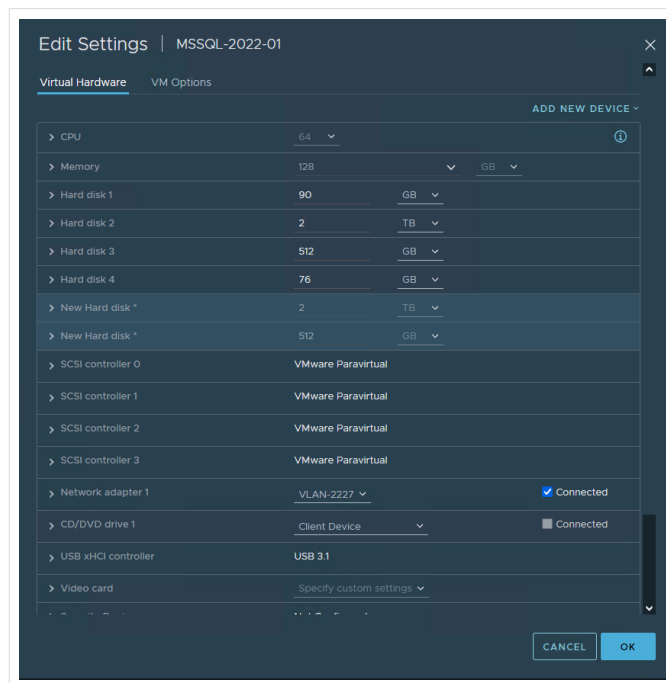 Edit Settings | MSSQL-2022-01
Virtual Hardware VM Options
ADD NEW DEVICE
CPU 64
Memory 128 GB
Hard disk 1 90 GB
Hard disk 2 2 TB
Hard disk 3 512 GB
Hard disk 4 76 GB
New Hard disk * 2 TB
New Hard disk * 512 GB
SCSI controller 0 VMware Paravirtual
SCSI controller 1 VMware Paravirtual
SCSI controller 2 VMware Paravirtual
SCSI controller 3 VMware Paravirtual
Network adapter 1 VLAN-2227 Connected
CD/DVD drive 1 Client Device Connected
USB xHCI controller USB 3.1
Video card Specify custom settings
CANCEL OK